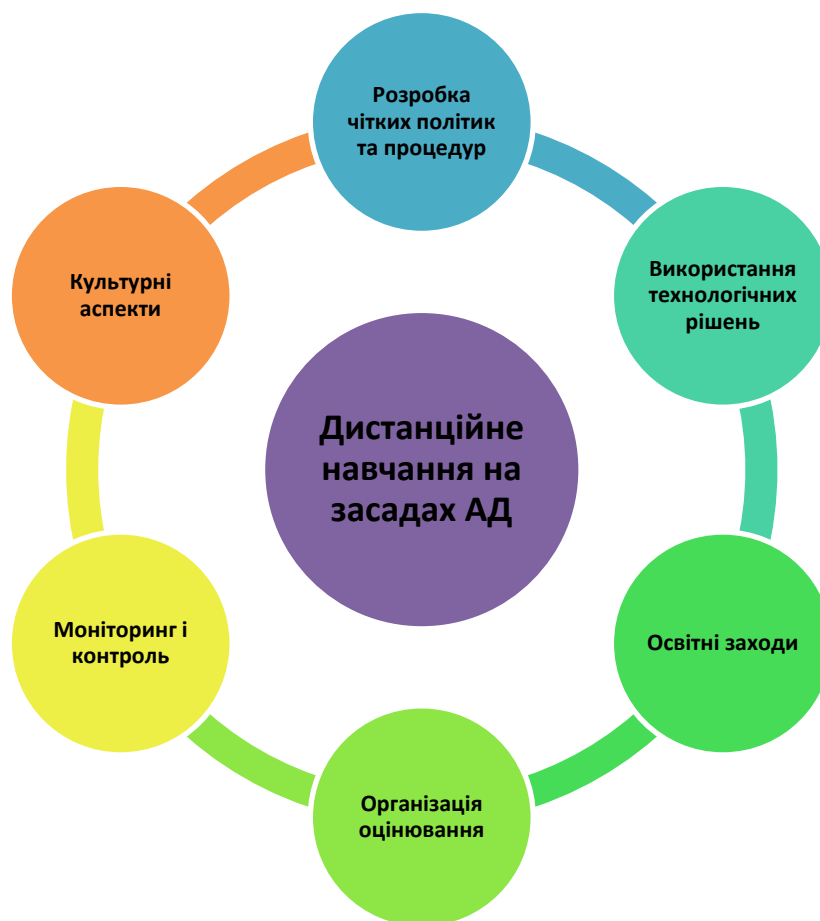 Розробка
чітких політик
та процедур
Використання
технологічних
рішень
Культурні
аспекти
Дистанційне
навчання на
засадах АД
Моніторинг і
контроль
Освітні заходи
Організація
оцінювання